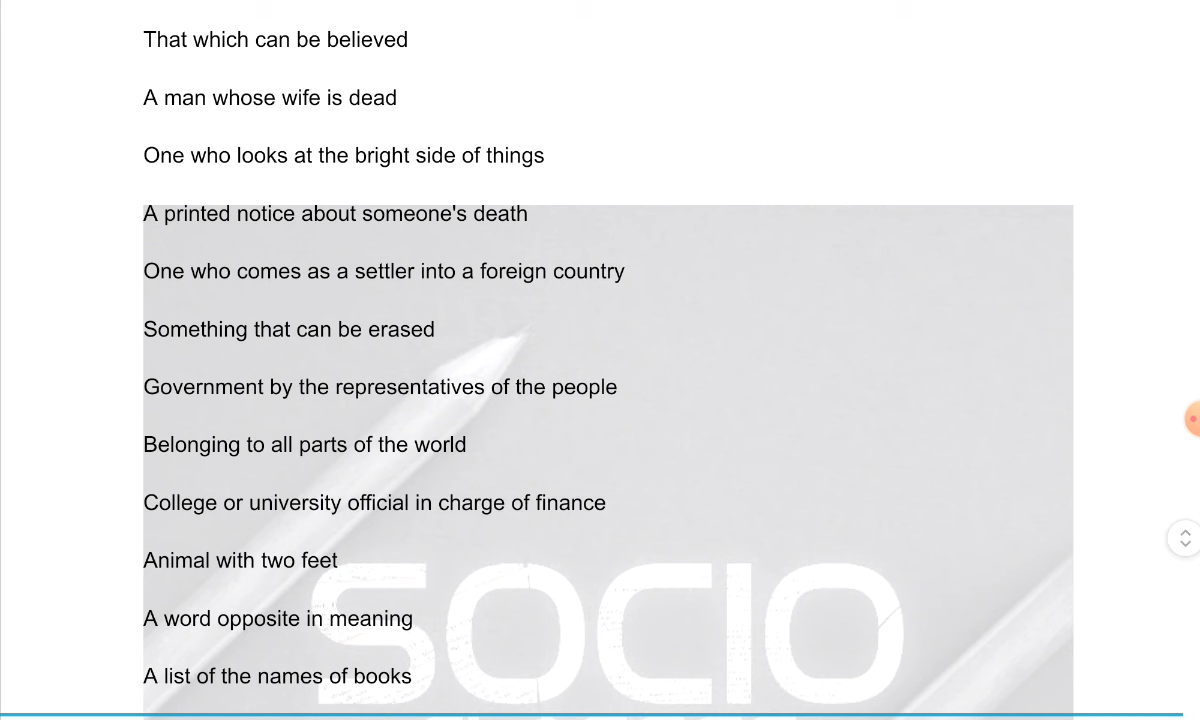 That which can be believed
A man whose wife is dead
One who looks at the bright side of things
A printed notice about someone's death
One who comes as a settler into a foreign country
Something that can be erased
Government by the representatives of the people
Belonging to all parts of the world
College or university official in charge of finance
Animal with two feet
A word opposite in meaning
A list of the names of books
SOCIO